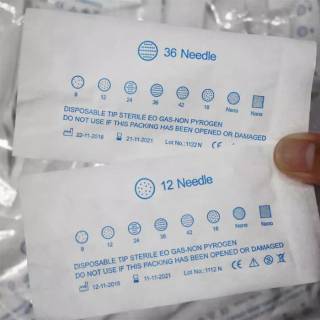 36 Needle
9 12 24 36 42 18 Nano Nano
DISPOSABLE TIP STERILE EO GAS-NON PYROGEN
DO NOT USE IF THIS PACKING HAS BEEN OPENED OR DAMAGED
22-11-2018 21-11-2021 Lot No.:1122 N CE
12 Needle
9 12 24 36 42 18 Nano Nano
DISPOSABLE TIP STERILE EO GAS-NON PYROGEN
DO NOT USE IF THIS PACKING HAS BEEN OPENED OR DAMAGED
12-11-2018 11-11-2021 Lot No.:1112 N CE